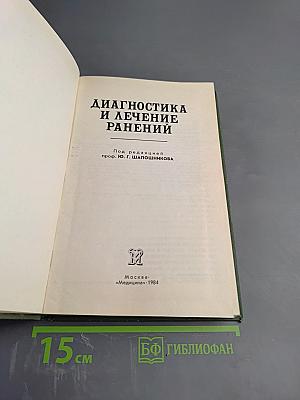 ДИАГНОСТИКА
И ЛЕЧЕНИЕ
РАНЕНИЙ
Под редакцией
проф. Ю. Г. ШАПОШНИКОВА
Москва
«Медицина»·1984
15 см
БФ ГИБЛИОФАН